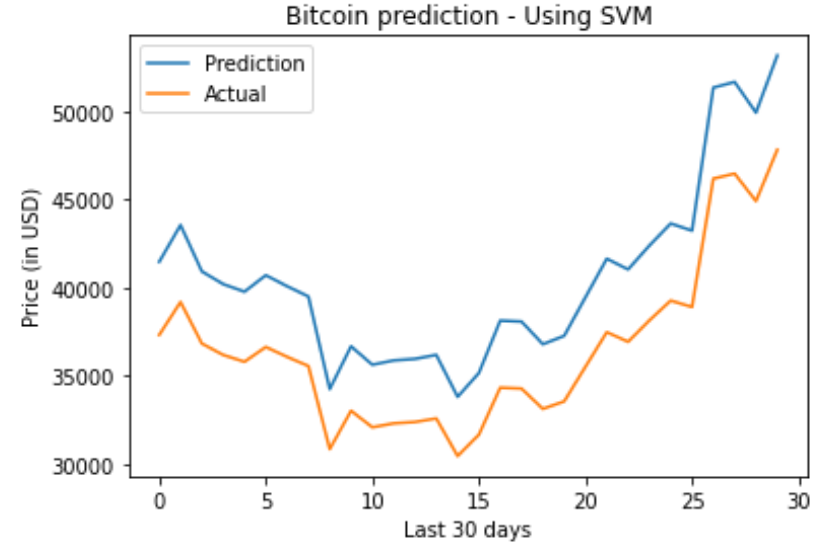 Bitcoin prediction - Using SVM
Prediction
Actual
50000
45000
40000
35000
30000
Price (in USD)
0 5 10 15 20 25 30
Last 30 days